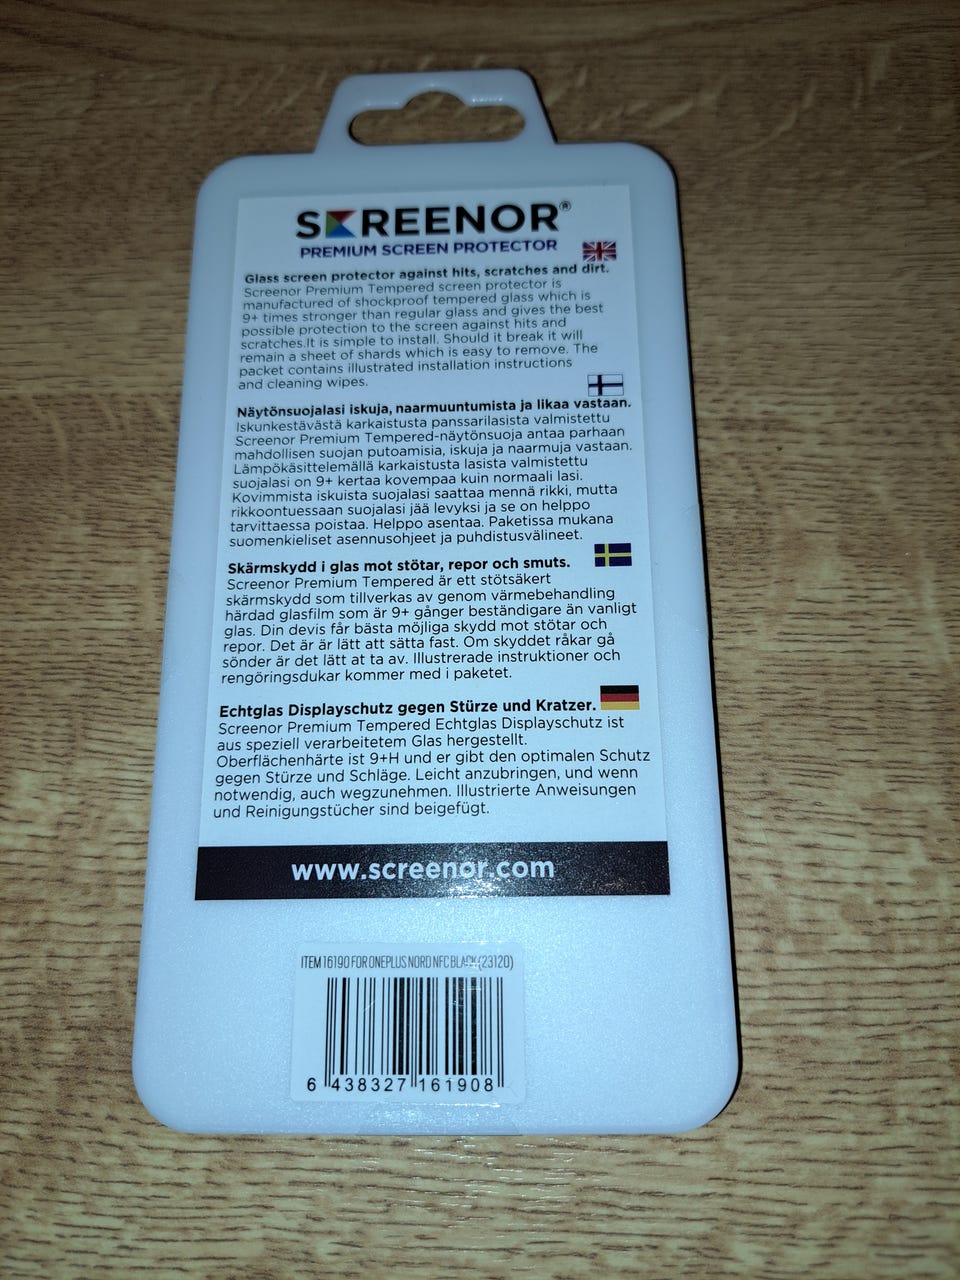 SCREENOR®
PREMIUM SCREEN PROTECTOR
Glass screen protector against hits, scratches and dirt.
Screenor Premium Tempered screen protector is
manufactured of shockproof tempered glass which is
9+ times stronger than regular glass and gives the best
possible protection to the screen against hits and
scratches.It is simple to install. Should it break it will
remain a sheet of shards which is easy to remove. The
packet contains illustrated installation instructions
and cleaning wipes.
Näytönsuojalasi iskuja, naarmuuntumista ja likaa vastaan.
Iskunkestävästä karkaistusta panssarilasista valmistettu
Screenor Premium Tempered-näytönsuoja antaa parhaan
mahdollisen suojan putoamisia, iskuja ja naarmuja vastaan.
Lämpökäsittelemällä karkaistusta lasista valmistettu
suojalasi on 9+ kertaa kovempaa kuin normaali lasi.
Kovimmista iskuista suojalasi saattaa mennä rikki, mutta
rikkoontuessaan suojalasi jää levyksi ja se on helppo
tarvittaessa poistaa. Helppo asentaa. Paketissa mukana
suomenkieliset asennusohjeet ja puhdistusvälineet.
Skärmskydd i glas mot stötar, repor och smuts.
Screenor Premium Tempered är ett stötsäkert
skärmskydd som tillverkas av genom värmebehandling
härdad glasfilm som är 9+ gånger beständigare än vanligt
glas. Din devis får bästa möjliga skydd mot stötar och
repor. Det är är lätt att sätta fast. Om skyddet råkar gå
sönder är det lätt at ta av. Illustrerade instruktioner och
rengöringsdukar kommer med i paketet.
Echtglas Displayschutz gegen Stürze und Kratzer.
Screenor Premium Tempered Echtglas Displayschutz ist
aus speziell verarbeitetem Glas hergestellt.
Oberflächenhärte ist 9+H und er gibt den optimalen Schutz
gegen Stürze und Schläge. Leicht anzubringen, und wenn
notwendig, auch wegzunehmen. Illustrierte Anweisungen
und Reinigungstücher sind beigefügt.
www.screenor.com
ITEM 16190 FOR ONEPLUS NORD NFC BLACK (23120)
6 438327 161908